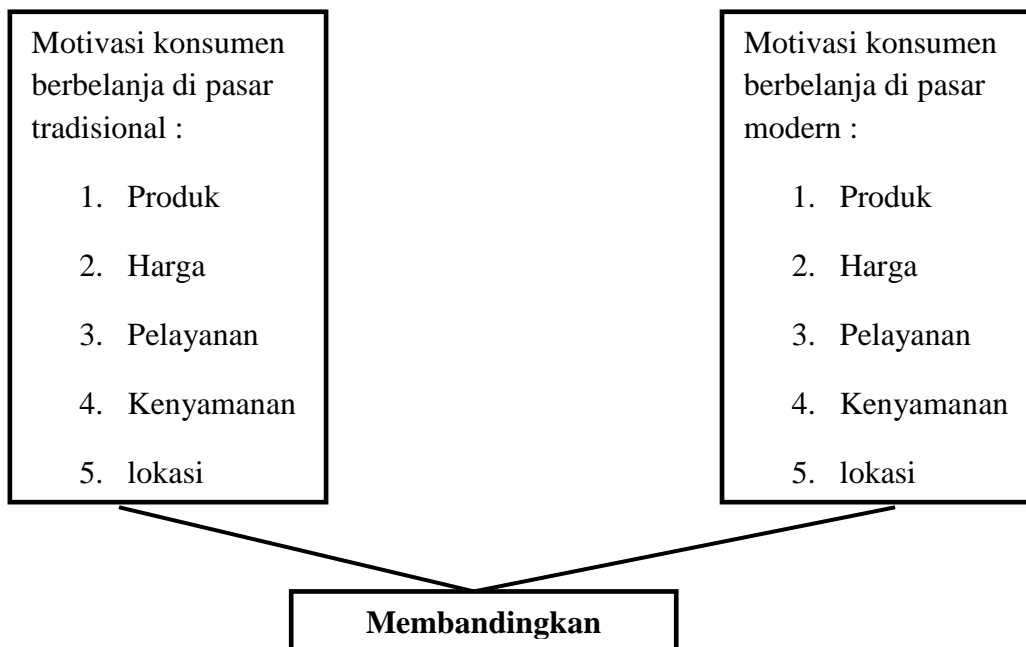 Motivasi konsumen
berbelanja di pasar
tradisional :
1. Produk
2. Harga
3. Pelayanan
4. Kenyamanan
5. lokasi
Motivasi konsumen
berbelanja di pasar
modern :
1. Produk
2. Harga
3. Pelayanan
4. Kenyamanan
5. lokasi
Membandingkan